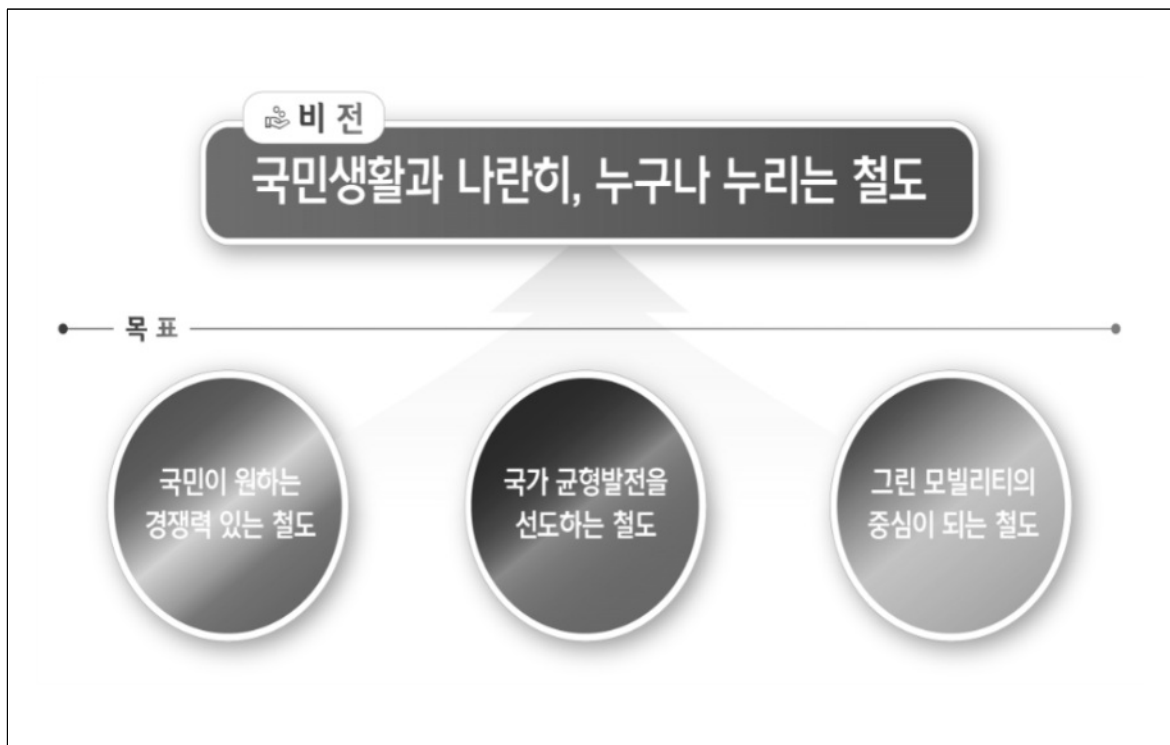 비 전
국민생활과 나란히, 누구나 누리는 철도
목 표
국민이 원하는
경쟁력 있는 철도
국가 균형발전을
선도하는 철도
그린 모빌리티의
중심이 되는 철도